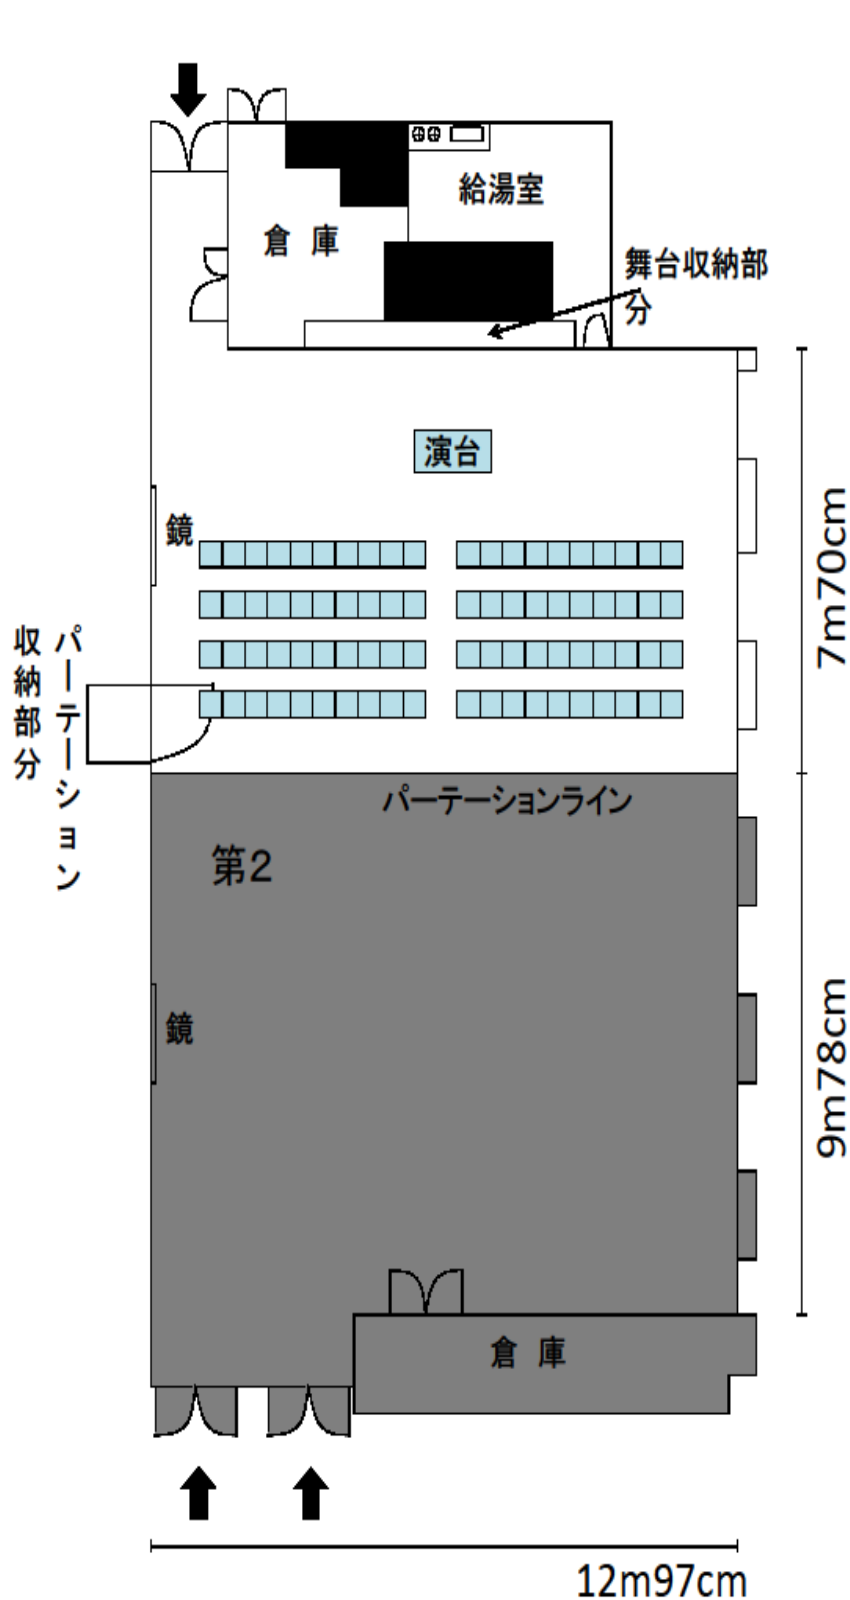 給湯室
倉 庫
舞台収納部
分
演台
鏡
7m70cm
パーテーション
収納部分
パーテーションライン
第2
鏡
9m78cm
倉 庫
12m97cm